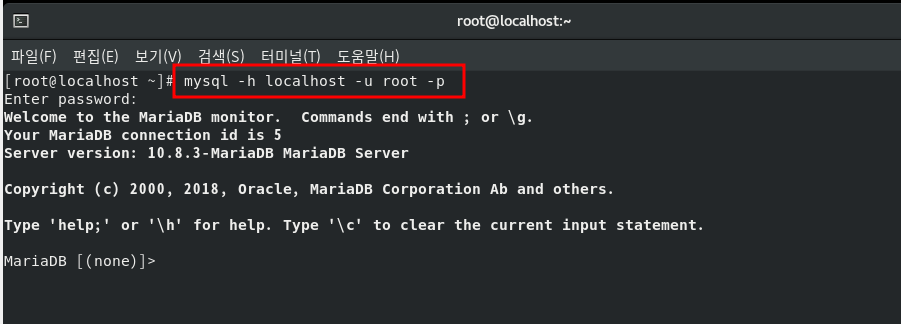 root@localhost:~
파일(F) 편집(E) 보기(V) 검색(S) 터미널(T) 도움말(H)
[root@localhost ~]# mysql -h localhost -u root -p
Enter password:
Welcome to the MariaDB monitor.  Commands end with ; or \g.
Your MariaDB connection id is 5
Server version: 10.8.3-MariaDB MariaDB Server
Copyright (c) 2000, 2018, Oracle, MariaDB Corporation Ab and others.
Type 'help;' or '\h' for help. Type '\c' to clear the current input statement.
MariaDB [(none)]>